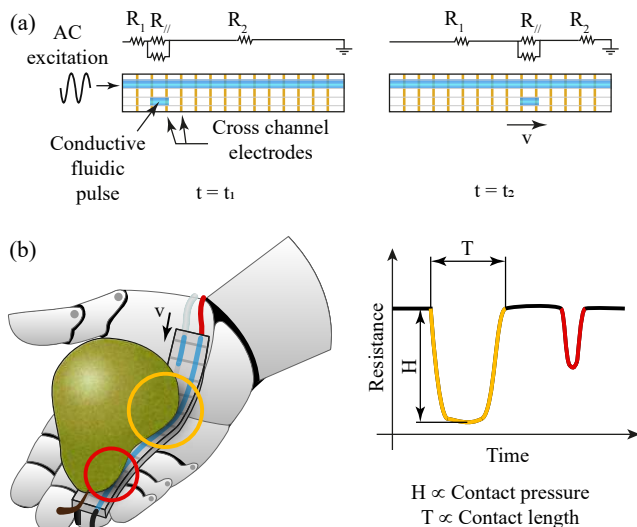 (a)
R₁ R// R₂
AC
excitation
Conductive
fluidic
pulse
Cross channel
electrodes
t = t₁
R₁ R// R₂
v
t = t₂
(b)
v
T
H
Resistance
Time
H ∝ Contact pressure
T ∝ Contact length